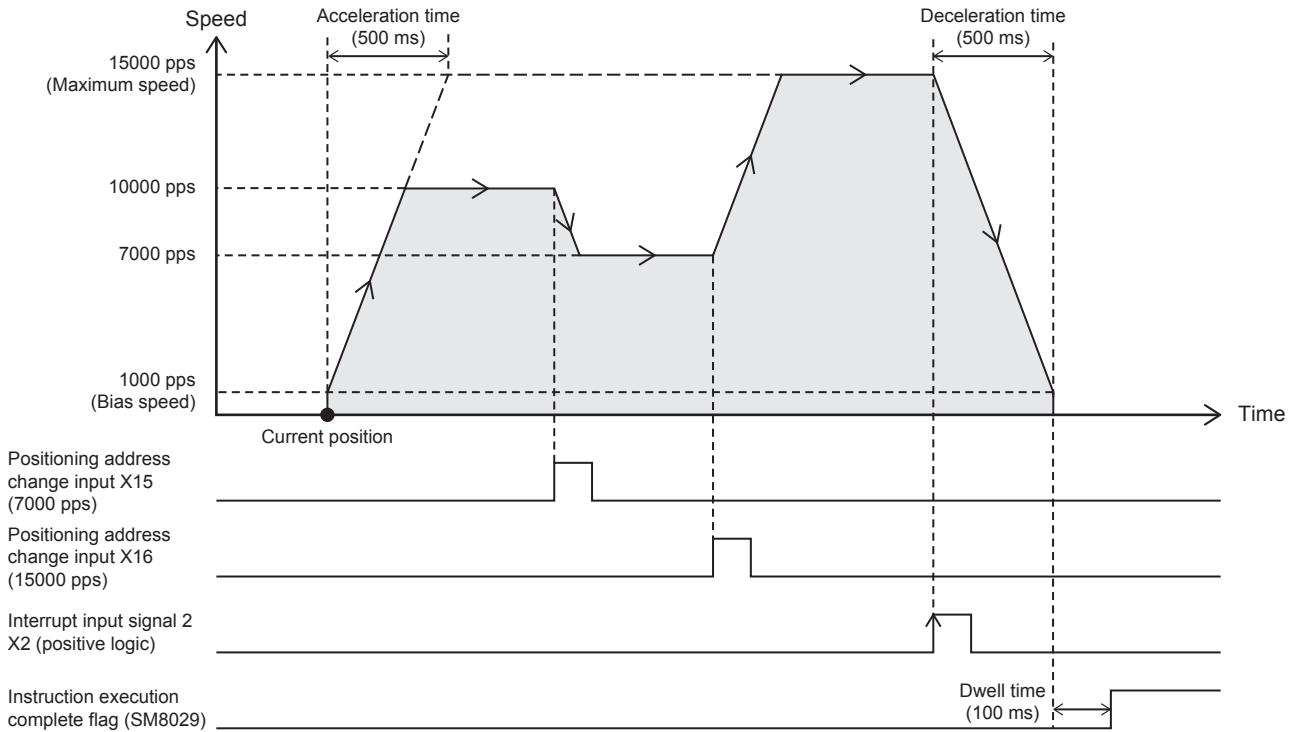 Speed
Acceleration time
(500 ms)
Deceleration time
(500 ms)
15000 pps
(Maximum speed)
10000 pps
7000 pps
1000 pps
(Bias speed)
Time
Current position
Positioning address
change input X15
(7000 pps)
Positioning address
change input X16
(15000 pps)
Interrupt input signal 2
X2 (positive logic)
Instruction execution
complete flag (SM8029)
Dwell time
(100 ms)